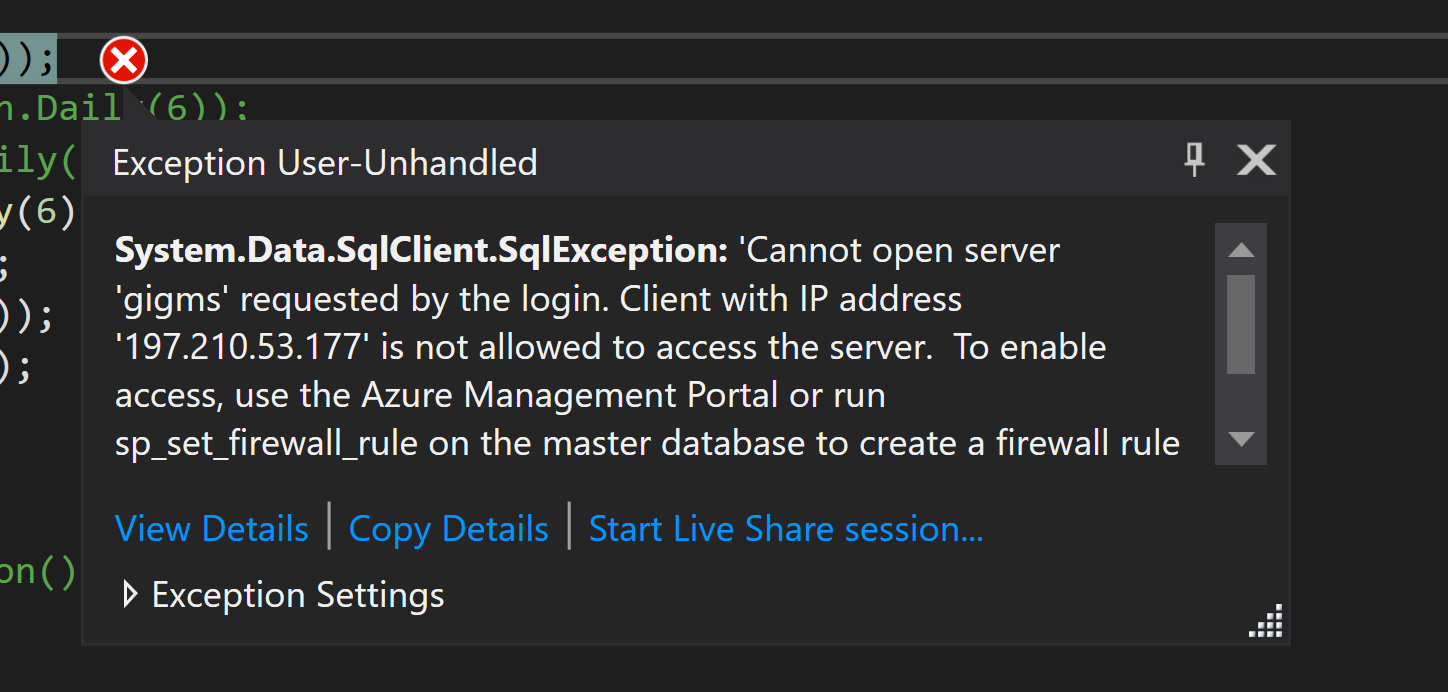 ));
n.Daily(6));
Exception User-Unhandled
ily(
y(6)
System.Data.SqlClient.SqlException: 'Cannot open server
;
'gigms' requested by the login. Client with IP address
));
'197.210.53.177' is not allowed to access the server.  To enable
);
access, use the Azure Management Portal or run
sp_set_firewall_rule on the master database to create a firewall rule
View Details | Copy Details | Start Live Share session...
on()
Exception Settings